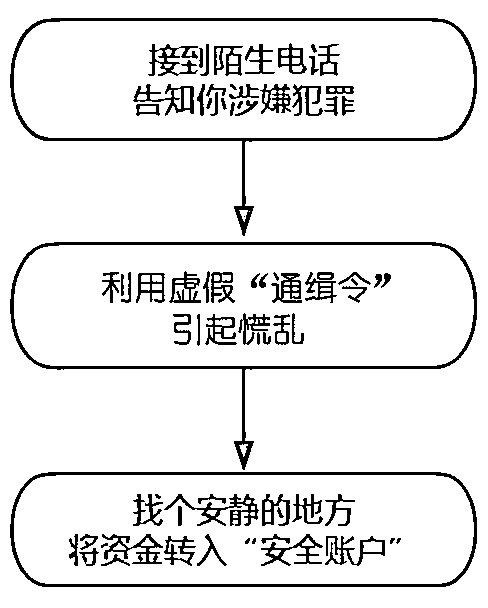 接到陌生电话
告知你涉嫌犯罪
利用虚假“通缉令”
引起慌乱
找个安静的地方
将资金转入“安全账户”